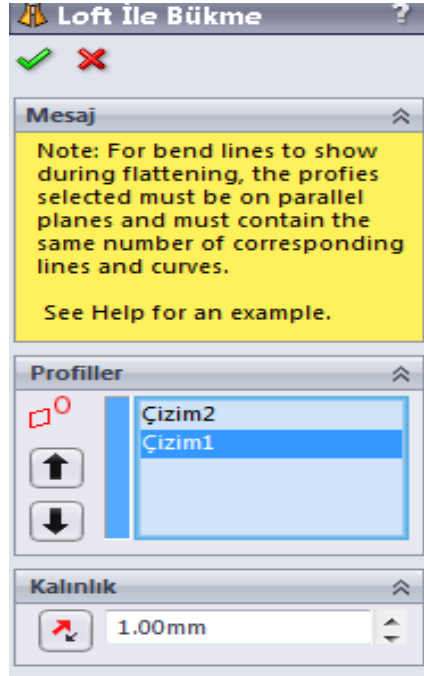 Loft İle Bükme ?
Mesaj
Note: For bend lines to show
during flattening, the profies
selected must be on parallel
planes and must contain the
same number of corresponding
lines and curves.
See Help for an example.
Profiller
Çizim2
Çizim1
Kalınlık
1.00mm